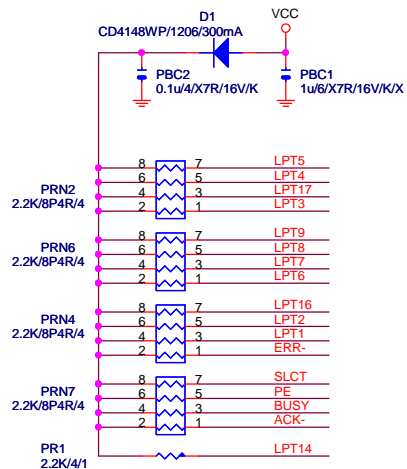 D1
VCC
CD4148WP/1206/300mA
PBC2
0.1u/4/X7R/16V/K
PBC1
1u/6/X7R/16V/K/X
8 7 LPT5
6 5 LPT4
PRN2
4 3 LPT17
2.2K/8P4R/4
2 1 LPT3
8 7 LPT9
6 5 LPT8
PRN6
4 3 LPT7
2.2K/8P4R/4
2 1 LPT6
8 7 LPT16
6 5 LPT2
PRN4
4 3 LPT1
2.2K/8P4R/4
2 1 ERR-
8 7 SLCT
6 5 PE
PRN7
4 3 BUSY
2.2K/8P4R/4
2 1 ACK-
PR1
LPT14
2.2K/4/1